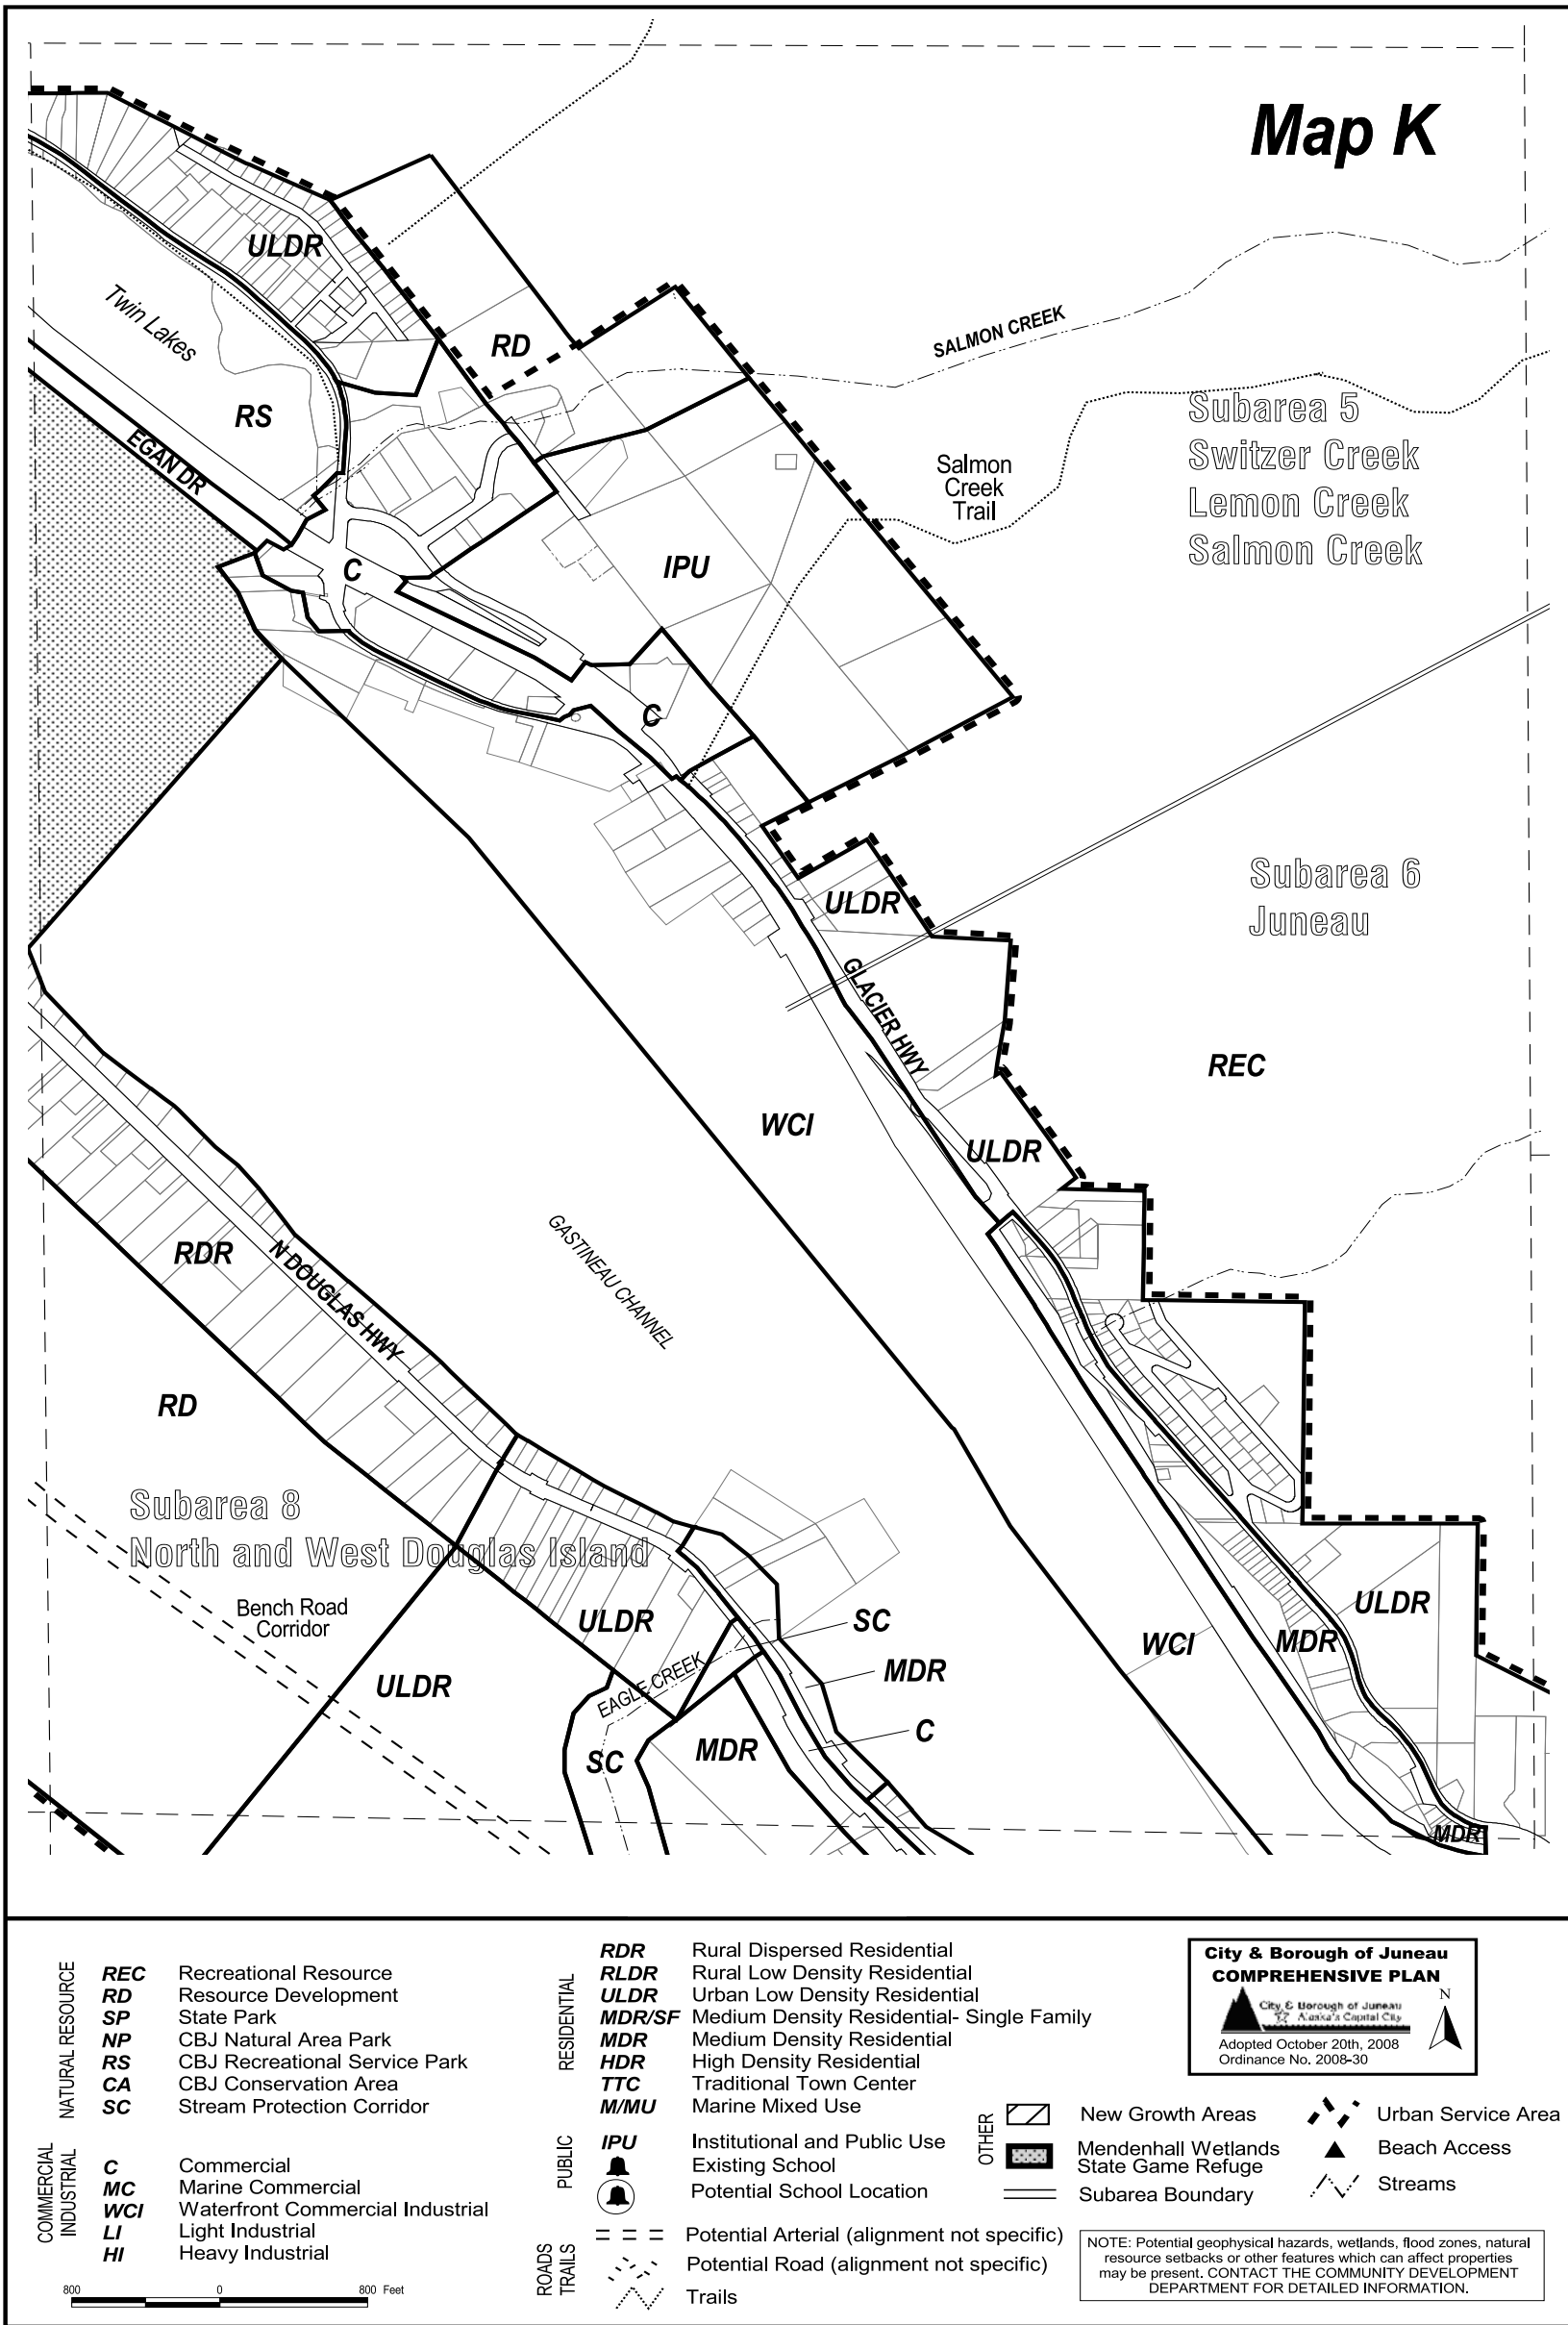 Map K
ULDR
Twin Lakes
RD
SALMON CREEK
RS
EGAN DR
Subarea 5
Switzer Creek
Lemon Creek
Salmon Creek
Salmon
Creek
Trail
C
IPU
C
ULDR
Subarea 6
Juneau
GLACIER HWY
REC
WCI
ULDR
GASTINEAU CHANNEL
RDR
N DOUGLAS HWY
RD
Subarea 8
North and West Douglas Island
Bench Road
Corridor
ULDR
ULDR
EAGLE CREEK
SC
MDR
C
SC
MDR
WCI
MDR
ULDR
MDR
NATURAL RESOURCE
REC Recreational Resource
RD Resource Development
SP State Park
NP CBJ Natural Area Park
RS CBJ Recreational Service Park
CA CBJ Conservation Area
SC Stream Protection Corridor
COMMERCIAL
INDUSTRIAL
C Commercial
MC Marine Commercial
WCI Waterfront Commercial Industrial
LI Light Industrial
HI Heavy Industrial
800 0 800 Feet
RESIDENTIAL
RDR Rural Dispersed Residential
RLDR Rural Low Density Residential
ULDR Urban Low Density Residential
MDR/SF Medium Density Residential- Single Family
MDR Medium Density Residential
HDR High Density Residential
TTC Traditional Town Center
M/MU Marine Mixed Use
PUBLIC
IPU Institutional and Public Use
Existing School
Potential School Location
ROADS
TRAILS
Potential Arterial (alignment not specific)
Potential Road (alignment not specific)
Trails
OTHER
New Growth Areas
Mendenhall Wetlands
State Game Refuge
Subarea Boundary
Urban Service Area
Beach Access
Streams
City & Borough of Juneau
COMPREHENSIVE PLAN
City & Borough of Juneau
Alaska's Capital City
N
Adopted October 20th, 2008
Ordinance No. 2008-30
NOTE: Potential geophysical hazards, wetlands, flood zones, natural
resource setbacks or other features which can affect properties
may be present. CONTACT THE COMMUNITY DEVELOPMENT
DEPARTMENT FOR DETAILED INFORMATION.